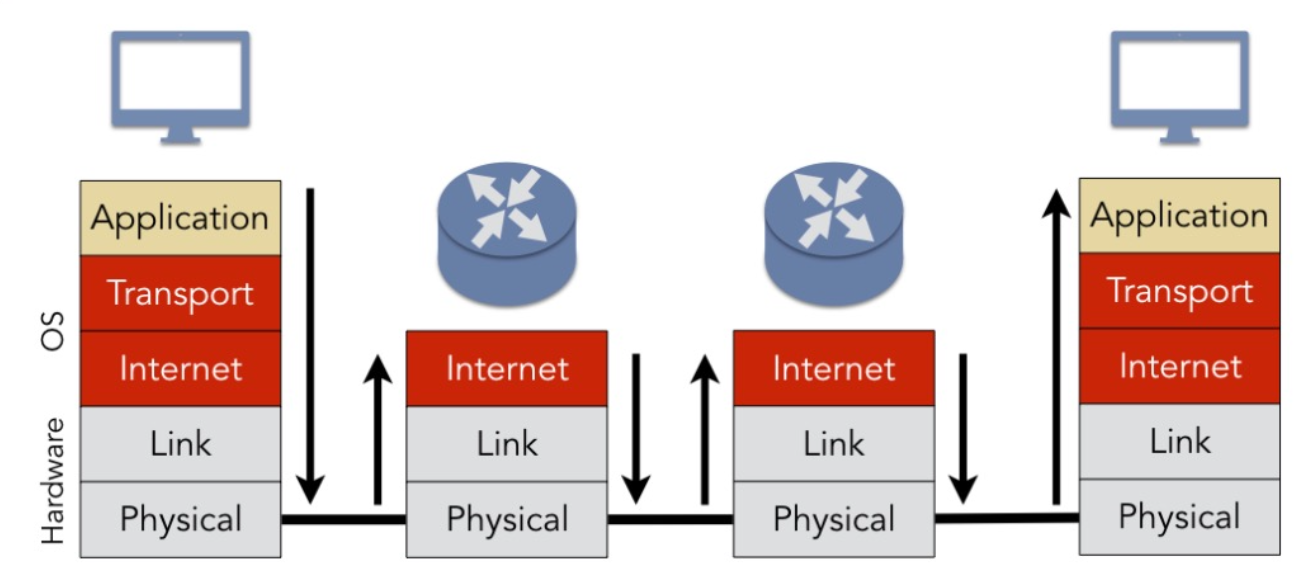 Application
Transport
Internet
Link
Physical
OS
Hardware
Internet
Link
Physical
Internet
Link
Physical
Application
Transport
Internet
Link
Physical